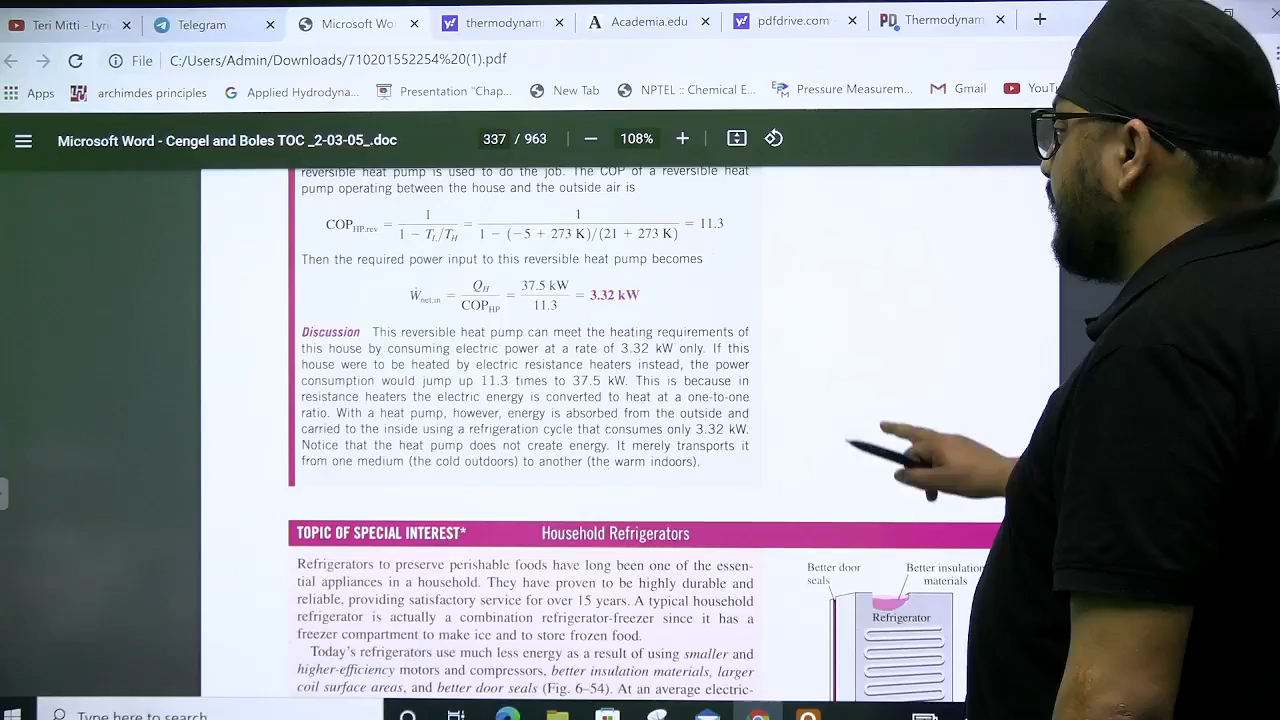 Teri Mitti - Lyri
Telegram
Microsoft Wo
thermodynam
Academia.edu
pdfdrive.com
Thermodynam
File
C:/Users/Admin/Downloads/710201552254%20(1).pdf
Apps
archimdes principles
Applied Hydrodyna...
Presentation "Chap...
New Tab
NPTEL :: Chemical E...
Pressure Measurem...
Gmail
YouT
Microsoft Word - Cengel and Boles TOC _2-03-05_.doc
337 / 963
108%
reversible heat pump is used to do the job. The COP of a reversible heat
pump operating between the house and the outside air is
COP_HP,rev = 1 / (1 − T_L/T_H) = 1 / (1 − (−5 + 273 K)/(21 + 273 K)) = 11.3
Then the required power input to this reversible heat pump becomes
Ẇ_net,in = Q_H / COP_HP = 37.5 kW / 11.3 = 3.32 kW
Discussion This reversible heat pump can meet the heating requirements of
this house by consuming electric power at a rate of 3.32 kW only. If this
house were to be heated by electric resistance heaters instead, the power
consumption would jump up 11.3 times to 37.5 kW. This is because in
resistance heaters the electric energy is converted to heat at a one-to-one
ratio. With a heat pump, however, energy is absorbed from the outside and
carried to the inside using a refrigeration cycle that consumes only 3.32 kW.
Notice that the heat pump does not create energy. It merely transports it
from one medium (the cold outdoors) to another (the warm indoors).
TOPIC OF SPECIAL INTEREST* Household Refrigerators
Refrigerators to preserve perishable foods have long been one of the essen-
tial appliances in a household. They have proven to be highly durable and
reliable, providing satisfactory service for over 15 years. A typical household
refrigerator is actually a combination refrigerator-freezer since it has a
freezer compartment to make ice and to store frozen food.
Today's refrigerators use much less energy as a result of using smaller and
higher-efficiency motors and compressors, better insulation materials, larger
coil surface areas, and better door seals (Fig. 6–54). At an average electric-
Better door
seals
Better insulation
materials
Refrigerator
Type here to search